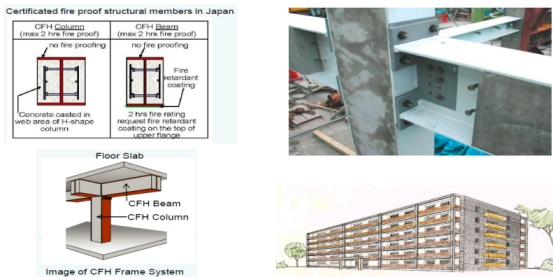 Certificated fire proof structural members in Japan
CFH Column
(max 2 hrs fire proof)
no fire proofing
Concrete casted
in web area of H-shape
column
CFH Beam
(max.2 hrs fire proof)
no fire proofing
Fire
retardant
coating
2 hrs fire rating
request fire retardant
coating on the top of
upper flange
Floor Slab
CFH Beam
CFH Column
Image of CFH Frame System